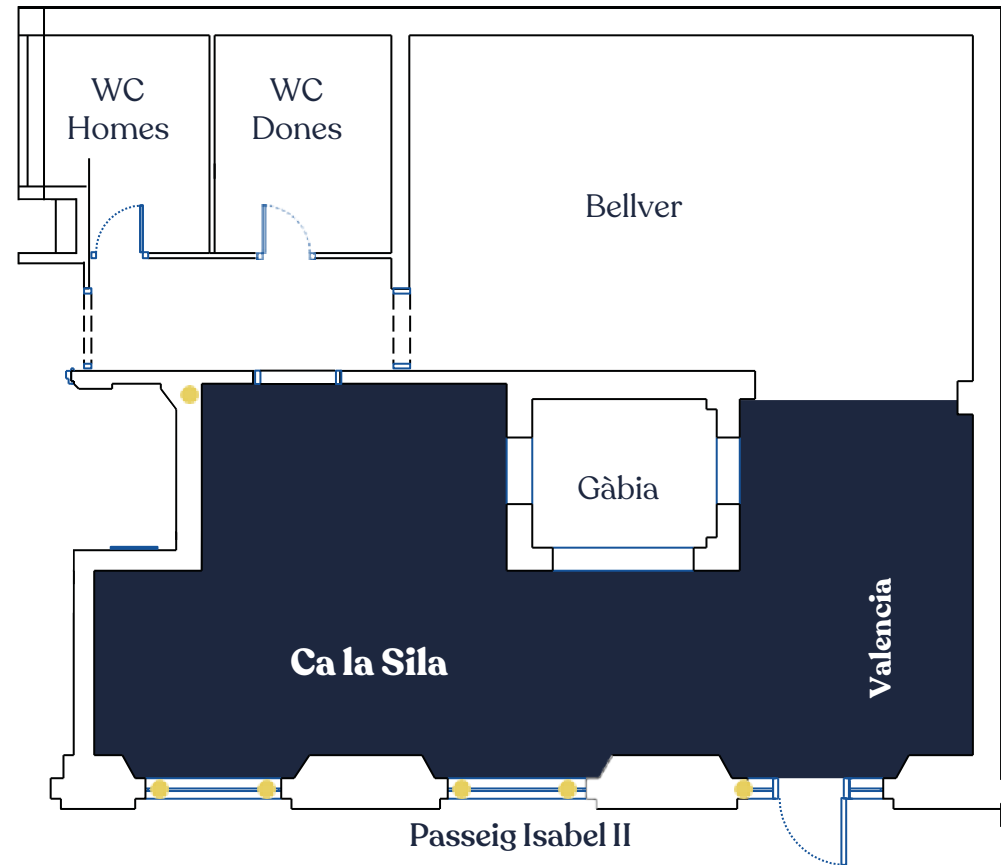 WC
Homes
WC
Dones
Bellver
Gàbia
Ca la Sila
Valencia
Passeig Isabel II